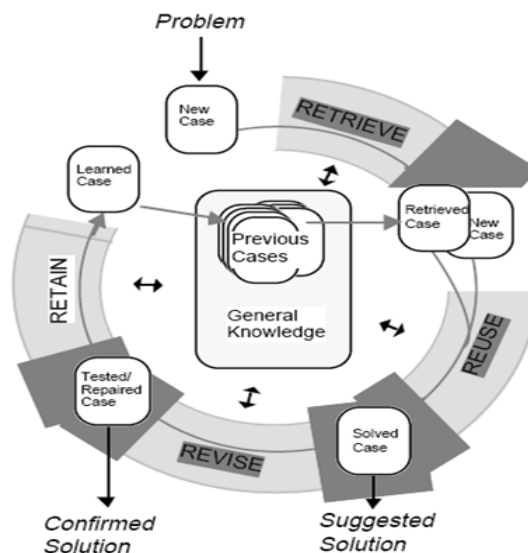 Problem
New
Case
RETRIEVE
Learned
Case
Retrieved
Case
New
Case
Previous
Cases
General
Knowledge
RETAIN
REUSE
Tested/
Repaired
Case
REVISE
Solved
Case
Confirmed
Solution
Suggested
Solution